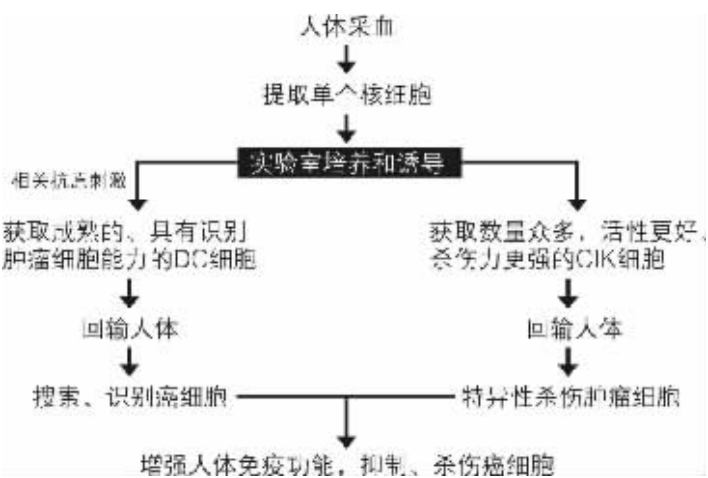 人体采血
提取单个核细胞
实验室培养和诱导
相关抗原刺激
获取成熟的、具有识别
肿瘤细胞能力的DC细胞
获取数量众多，活性更好、
杀伤力更强的CIK细胞
回输人体
回输人体
搜索、识别癌细胞
特异性杀伤肿瘤细胞
增强人体免疫功能，抑制、杀伤癌细胞